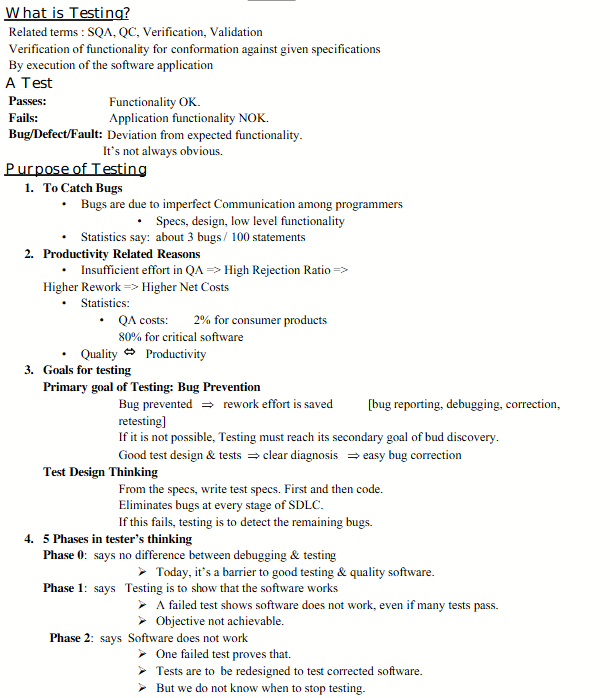 What is Testing?
Related terms : SQA, QC, Verification, Validation
Verification of functionality for conformation against given specifications
By execution of the software application
A Test
Passes: Functionality OK.
Fails: Application functionality NOK.
Bug/Defect/Fault: Deviation from expected functionality.
It's not always obvious.
Purpose of Testing
1. To Catch Bugs
• Bugs are due to imperfect Communication among programmers
• Specs, design, low level functionality
• Statistics say: about 3 bugs / 100 statements
2. Productivity Related Reasons
• Insufficient effort in QA => High Rejection Ratio =>
Higher Rework => Higher Net Costs
• Statistics:
• QA costs: 2% for consumer products
80% for critical software
• Quality ⇔ Productivity
3. Goals for testing
Primary goal of Testing: Bug Prevention
Bug prevented ⇒ rework effort is saved [bug reporting, debugging, correction,
retesting]
If it is not possible, Testing must reach its secondary goal of bud discovery.
Good test design & tests ⇒ clear diagnosis ⇒ easy bug correction
Test Design Thinking
From the specs, write test specs. First and then code.
Eliminates bugs at every stage of SDLC.
If this fails, testing is to detect the remaining bugs.
4. 5 Phases in tester's thinking
Phase 0: says no difference between debugging & testing
➢ Today, it's a barrier to good testing & quality software.
Phase 1: says Testing is to show that the software works
➢ A failed test shows software does not work, even if many tests pass.
➢ Objective not achievable.
Phase 2: says Software does not work
➢ One failed test proves that.
➢ Tests are to be redesigned to test corrected software.
➢ But we do not know when to stop testing.